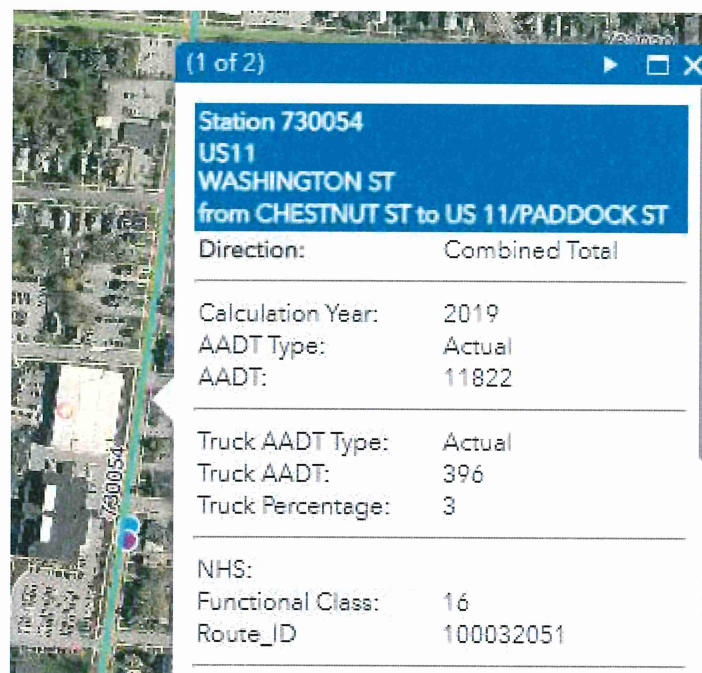 (1 of 2)
Station 730054
US11
WASHINGTON ST
from CHESTNUT ST to US 11/PADDOCK ST
Direction: Combined Total
Calculation Year: 2019
AADT Type: Actual
AADT: 11822
Truck AADT Type: Actual
Truck AADT: 396
Truck Percentage: 3
NHS:
Functional Class: 16
Route_ID 100032051
730054